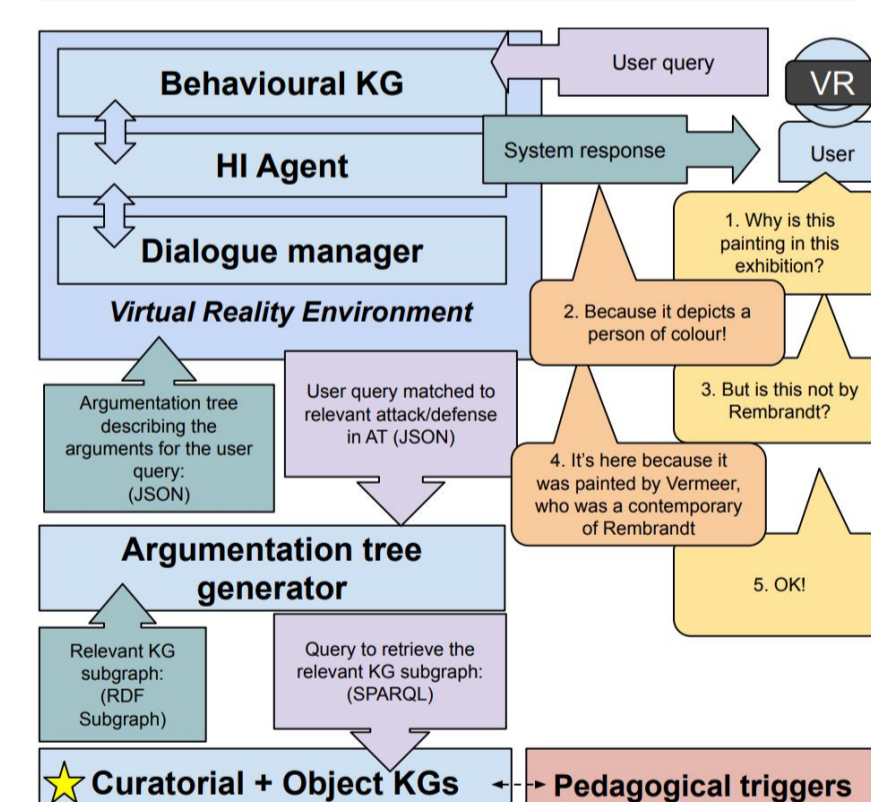 Behavioural KG
User query
VR
HI Agent
System response
User
Dialogue manager
Virtual Reality Environment
1. Why is this
painting in this
exhibition?
2. Because it depicts a
person of colour!
3. But is this not by
Rembrandt?
4. It's here because it
was painted by Vermeer,
who was a contemporary
of Rembrandt
5. OK!
Argumentation tree
describing the
arguments for the user
query:
(JSON)
User query matched to
relevant attack/defense
in AT (JSON)
Argumentation tree
generator
Relevant KG
subgraph:
(RDF
Subgraph)
Query to retrieve the
relevant KG subgraph:
(SPARQL)
Curatorial + Object KGs
Pedagogical triggers